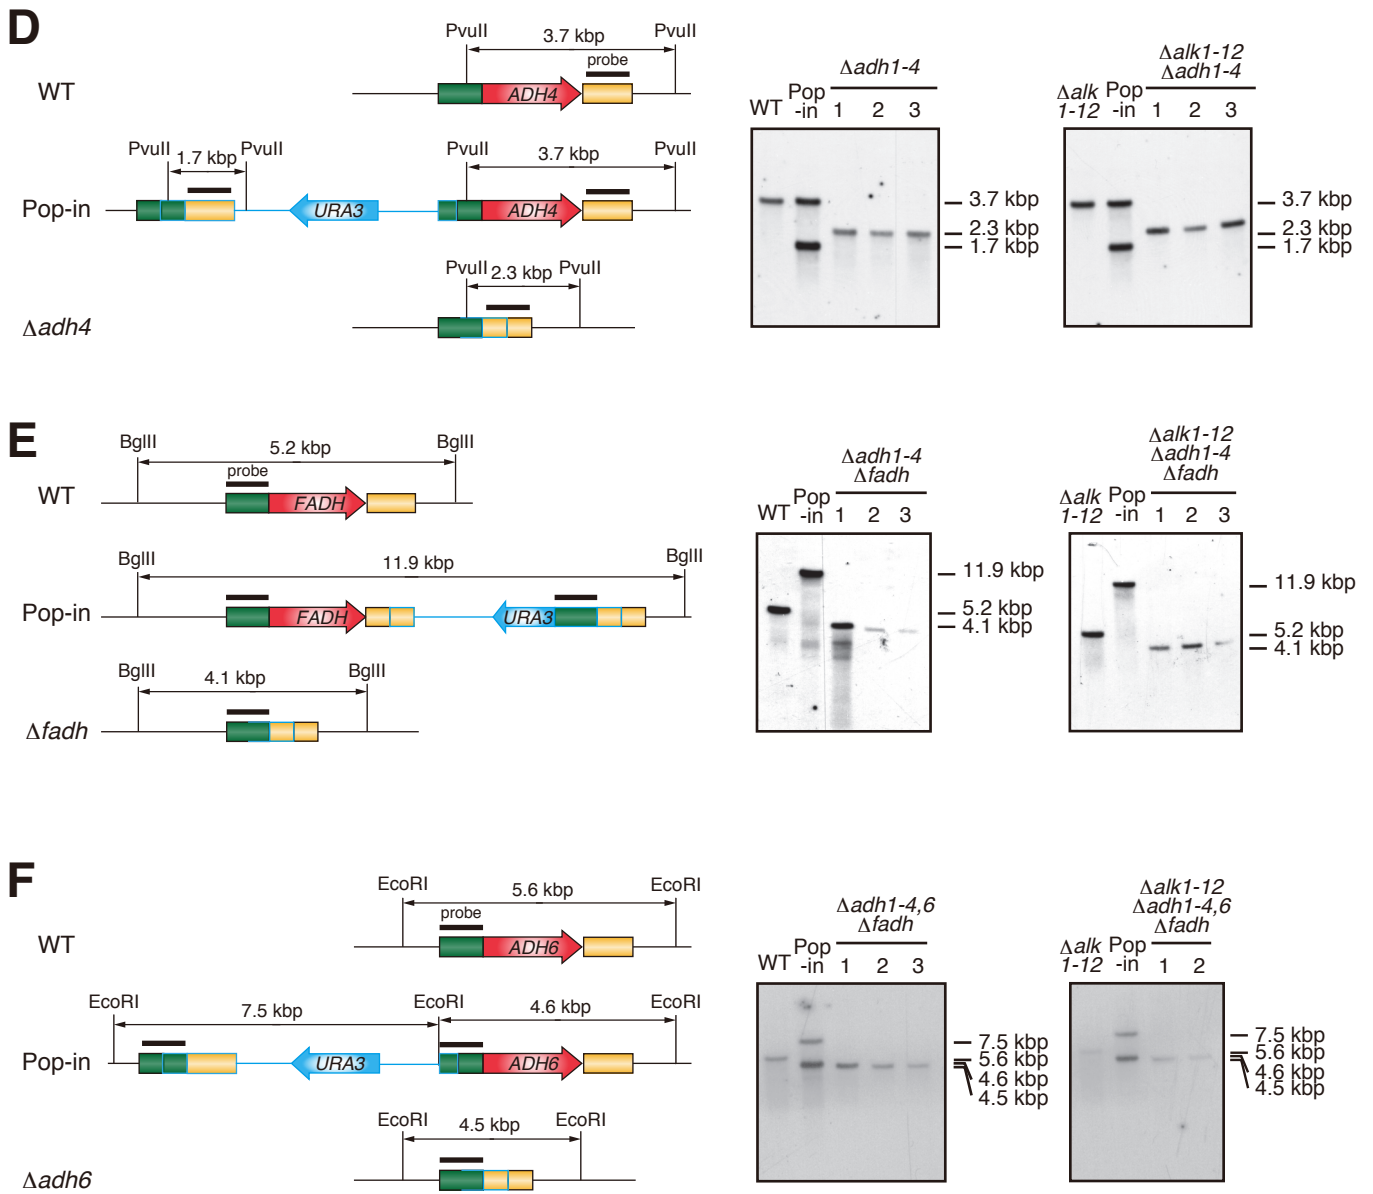 D
PvuII PvuII
3.7 kbp
probe
WT
ADH4
PvuII PvuII PvuII PvuII
1.7 kbp 3.7 kbp
Pop-in
URA3 ADH4
PvuII PvuII
2.3 kbp
Δadh4
Δadh1-4
WT Pop
-in 1 2 3
3.7 kbp
2.3 kbp
1.7 kbp
Δalk1-12
Δadh1-4
Δalk Pop
1-12 -in 1 2 3
3.7 kbp
2.3 kbp
1.7 kbp
E
BglII BglII
5.2 kbp
probe
WT
FADH
BglII BglII
11.9 kbp
Pop-in
FADH URA3
BglII BglII
4.1 kbp
Δfadh
Δadh1-4
Δfadh
WT Pop
-in 1 2 3
11.9 kbp
5.2 kbp
4.1 kbp
Δalk1-12
Δadh1-4
Δfadh
Δalk Pop
1-12 -in 1 2 3
11.9 kbp
5.2 kbp
4.1 kbp
F
EcoRI EcoRI
5.6 kbp
probe
WT
ADH6
EcoRI EcoRI EcoRI
7.5 kbp 4.6 kbp
Pop-in
URA3 ADH6
EcoRI EcoRI
4.5 kbp
Δadh6
Δadh1-4,6
Δfadh
WT Pop
-in 1 2 3
7.5 kbp
5.6 kbp
4.6 kbp
4.5 kbp
Δalk1-12
Δadh1-4,6
Δfadh
Δalk Pop
1-12 -in 1 2
7.5 kbp
5.6 kbp
4.6 kbp
4.5 kbp